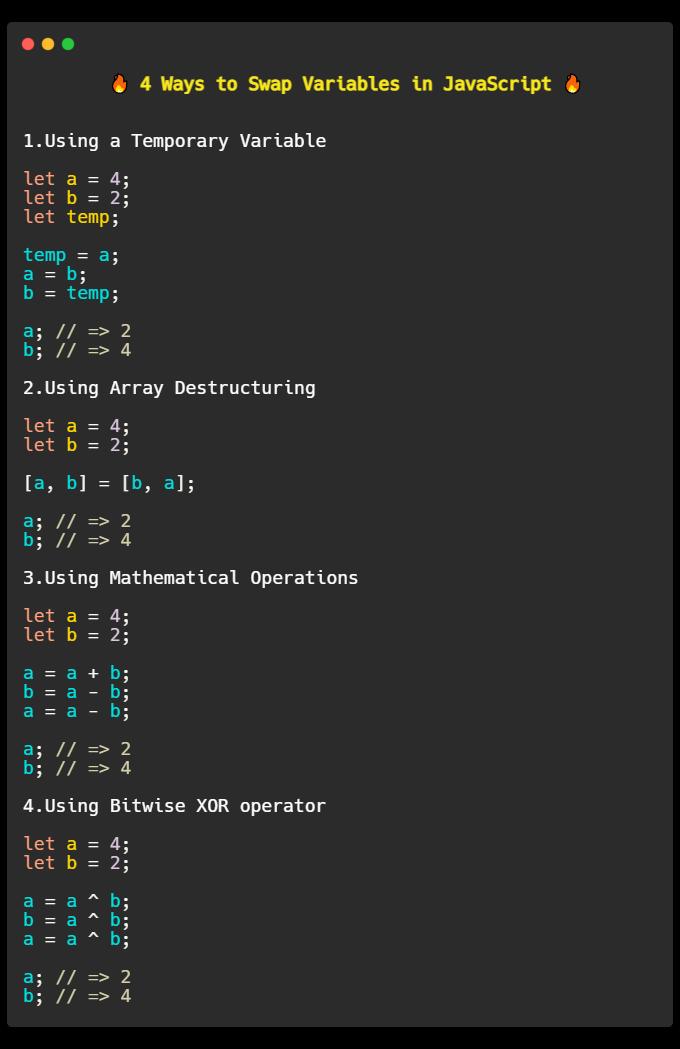 🔥 4 Ways to Swap Variables in JavaScript 🔥
1.Using a Temporary Variable
let a = 4;
let b = 2;
let temp;
temp = a;
a = b;
b = temp;
a; // => 2
b; // => 4
2.Using Array Destructuring
let a = 4;
let b = 2;
[a, b] = [b, a];
a; // => 2
b; // => 4
3.Using Mathematical Operations
let a = 4;
let b = 2;
a = a + b;
b = a - b;
a = a - b;
a; // => 2
b; // => 4
4.Using Bitwise XOR operator
let a = 4;
let b = 2;
a = a ^ b;
b = a ^ b;
a = a ^ b;
a; // => 2
b; // => 4